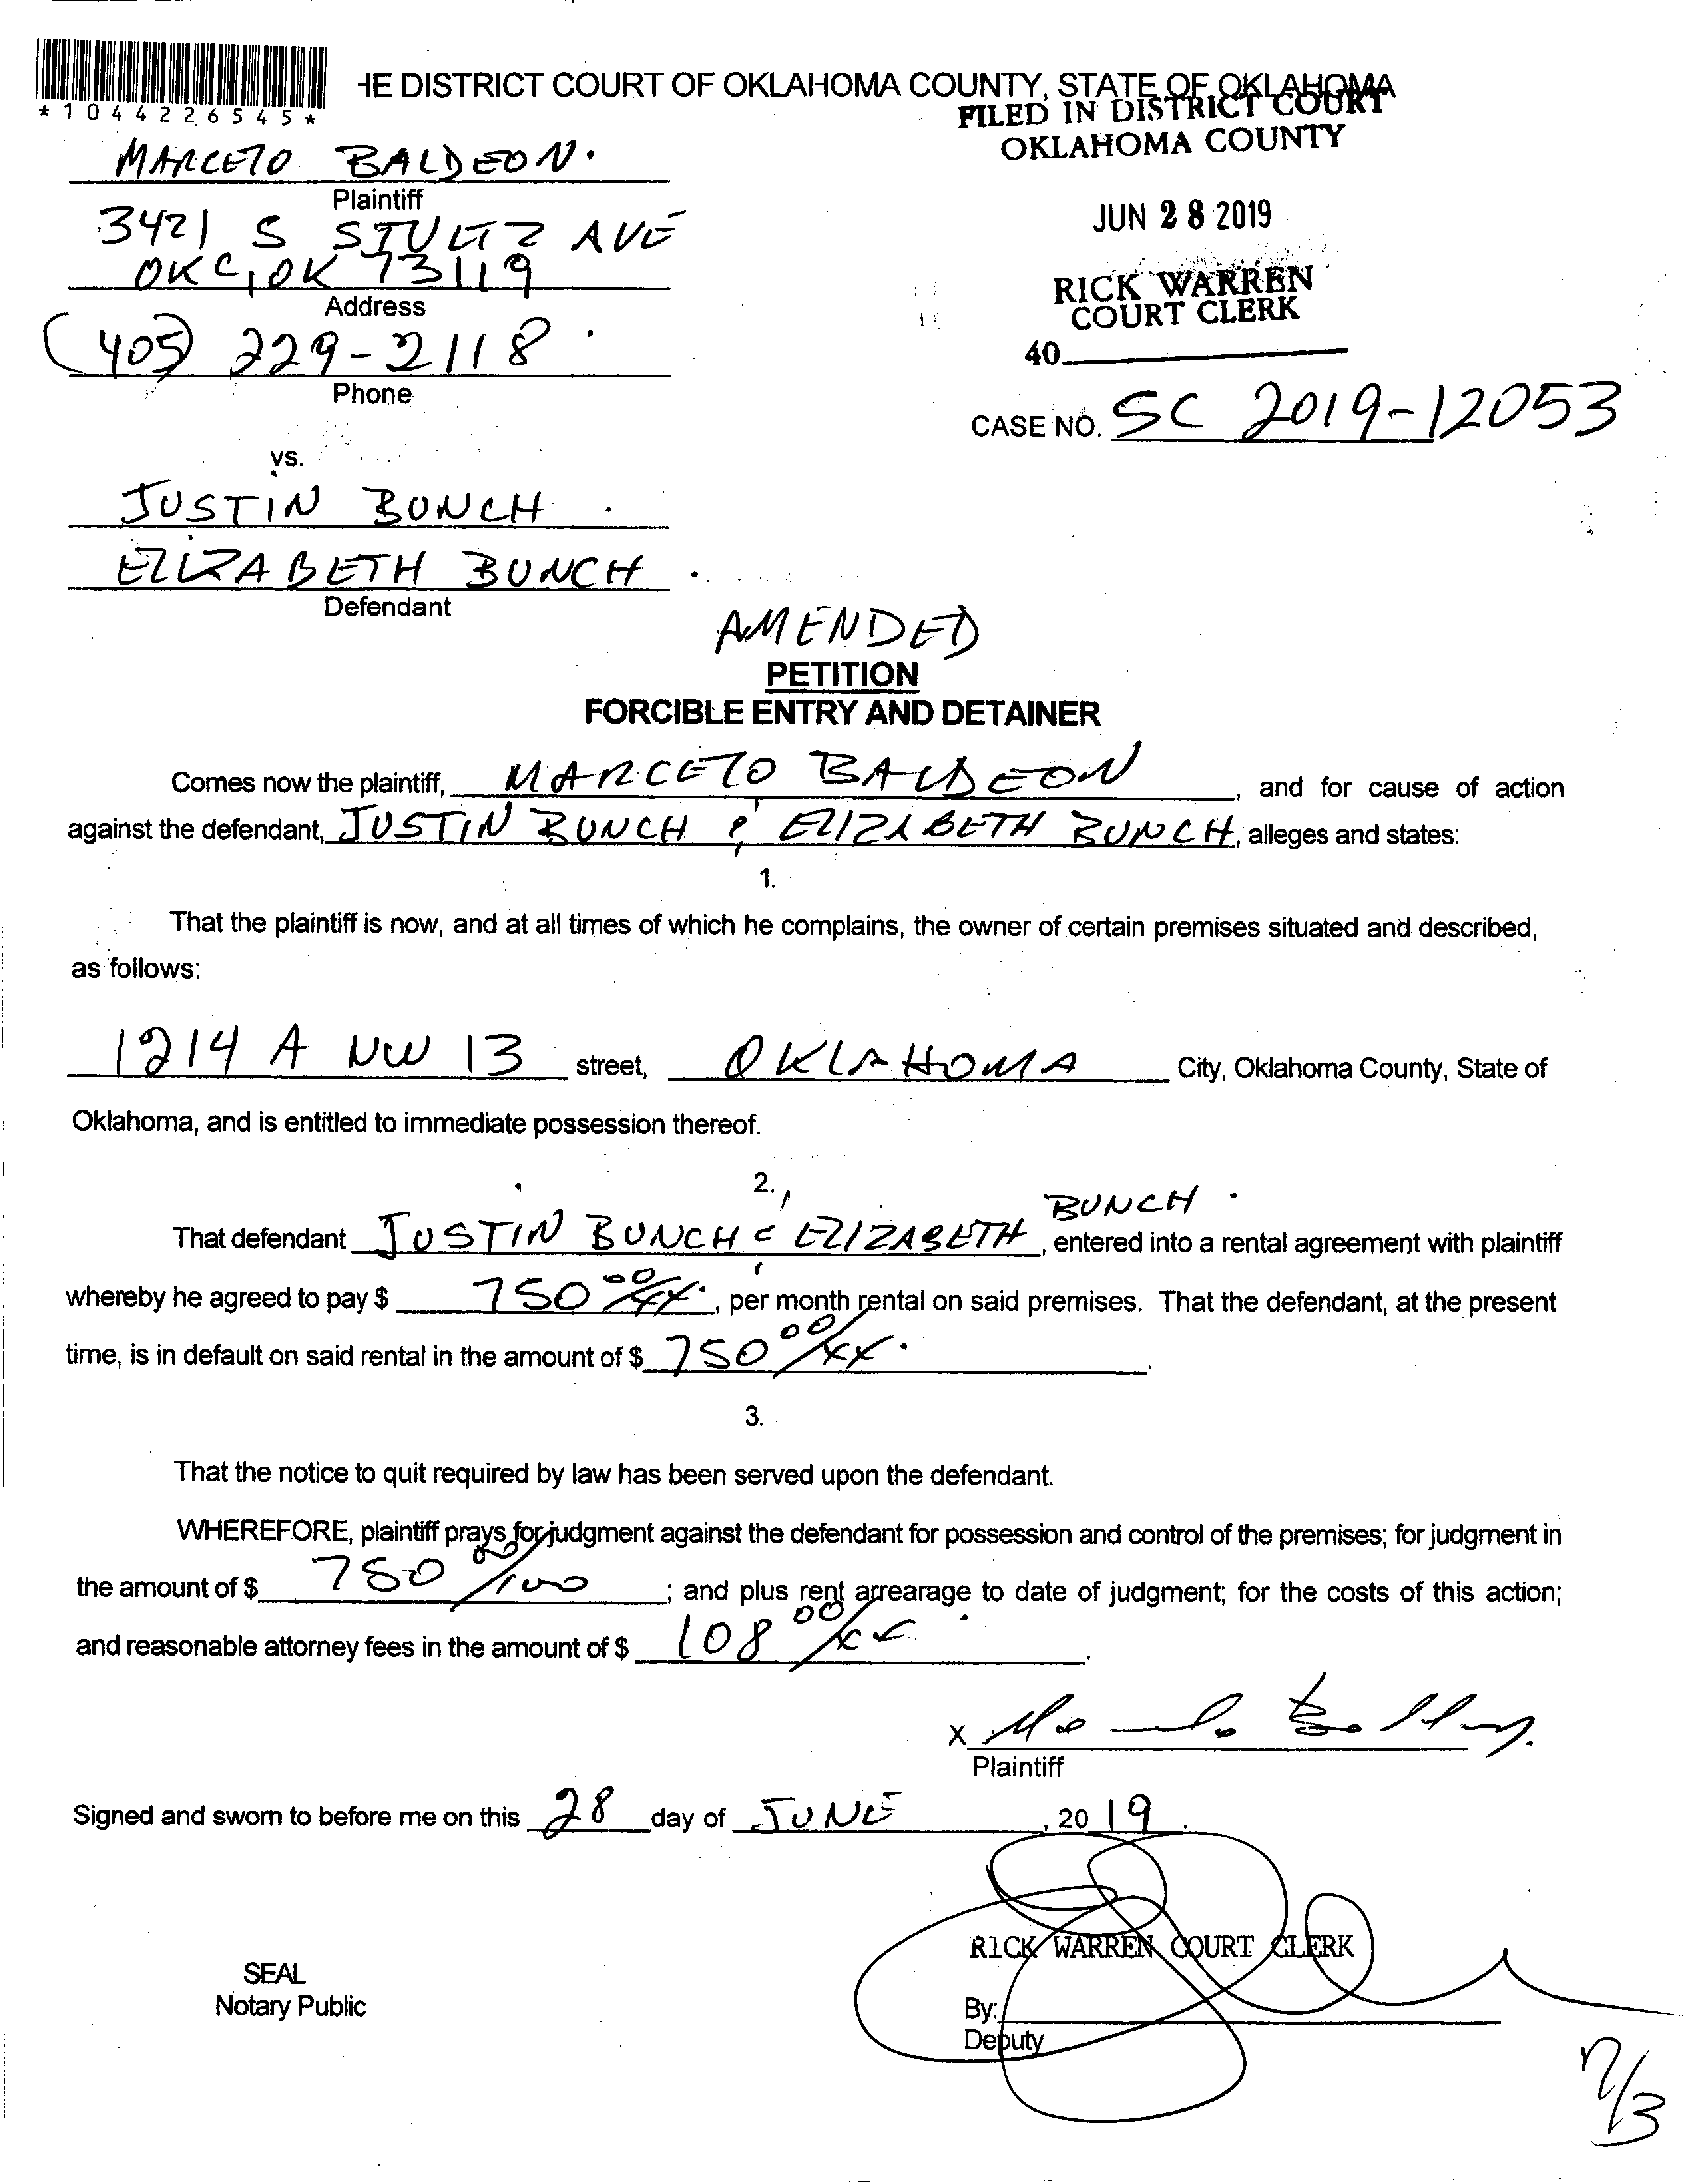 *1044226545*
HE DISTRICT COURT OF OKLAHOMA COUNTY, STATE OF OKLAHOMA
FILED IN DISTRICT COURT
OKLAHOMA COUNTY
MARCELO BALDEON.
Plaintiff
3421 S STULTZ AVE
JUN 28 2019
OKC, OK 73119
Address
RICK WARREN
COURT CLERK
(405) 229-2118
40
Phone
CASE NO. SC 2019-12053
vs.
JUSTIN BUNCH
ELIZABETH BUNCH
Defendant
AMENDED
PETITION
FORCIBLE ENTRY AND DETAINER
Comes now the plaintiff, MARCELO BALDEON, and for cause of action
against the defendant, JUSTIN BUNCH & ELIZABETH BUNCH, alleges and states:
1.
That the plaintiff is now, and at all times of which he complains, the owner of certain premises situated and described,
as follows:
1214 A NW 13 street, OKLAHOMA City, Oklahoma County, State of
Oklahoma, and is entitled to immediate possession thereof.
2.
BUNCH
That defendant JUSTIN BUNCH & ELIZABETH, entered into a rental agreement with plaintiff
whereby he agreed to pay $ 750 00/xx, per month rental on said premises. That the defendant, at the present
time, is in default on said rental in the amount of $ 750 00/xx.
3.
That the notice to quit required by law has been served upon the defendant.
WHEREFORE, plaintiff prays for judgment against the defendant for possession and control of the premises; for judgment in
the amount of $ 750 00/100; and plus rent arrearage to date of judgment; for the costs of this action;
and reasonable attorney fees in the amount of $ 108 00/xx.
X
Plaintiff
Signed and sworn to before me on this 28 day of JUNE, 2019.
RICK WARREN COURT CLERK
SEAL
Notary Public
By:
Deputy
7/3